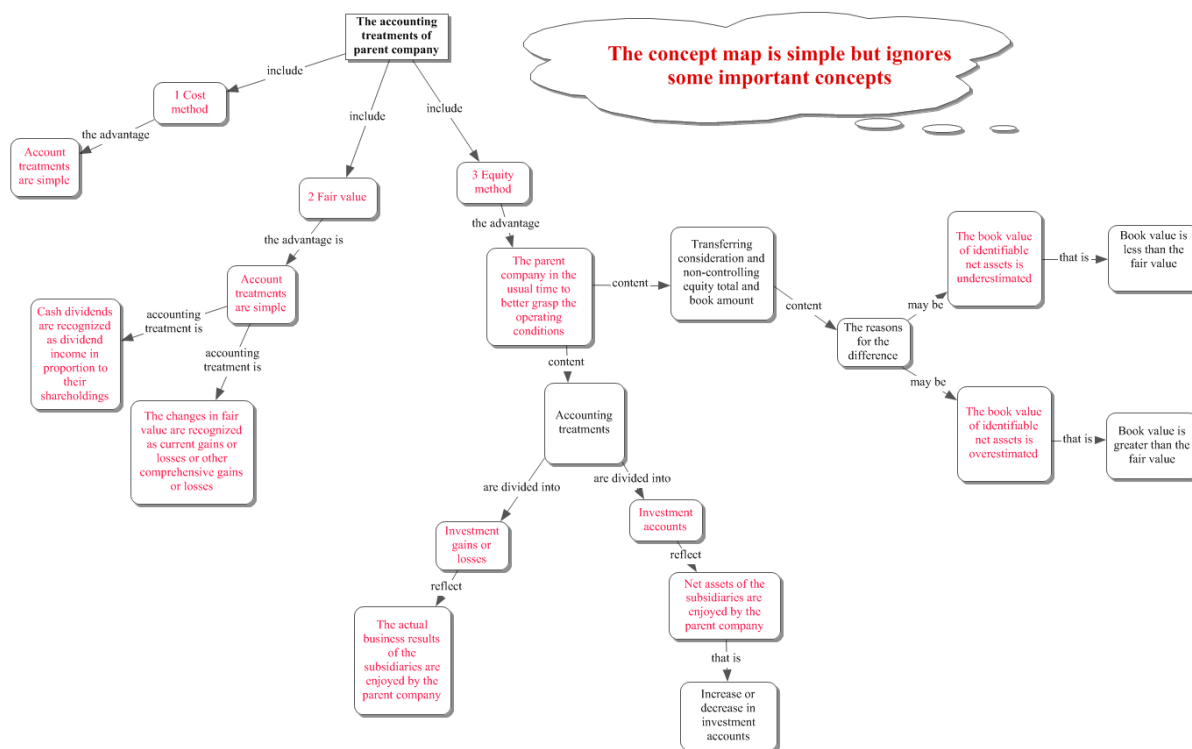 The accounting
treatments of
parent company
The concept map is simple but ignores
some important concepts
include
include
include
1 Cost
method
the advantage
Account
treatments
are simple
2 Fair value
the advantage is
Account
treatments
are simple
accounting
treatment is
Cash dividends are
recognized
as dividend
income in
proportion to
their
shareholdings
accounting
treatment is
The changes in fair
value are recognized
as current gains or
losses or other
comprehensive gains
or losses
3 Equity
method
the advantage
The parent
company in the
usual time to
better grasp the
operating
conditions
content
Transferring
consideration and
non-controlling
equity total and
book amount
content
The reasons
for the
difference
may be
The book value
of identifiable
net assets is
underestimated
that is
Book value is
less than the
fair value
may be
The book value
of identifiable
net assets is
overestimated
that is
Book value is
greater than the
fair value
content
Accounting
treatments
are divided into
are divided into
Investment
gains or
losses
reflect
The actual
business results
of the
subsidiaries are
enjoyed by the
parent company
Investment
accounts
reflect
Net assets of the
subsidiaries are
enjoyed by the
parent company
that is
Increase or
decrease in
investment
accounts